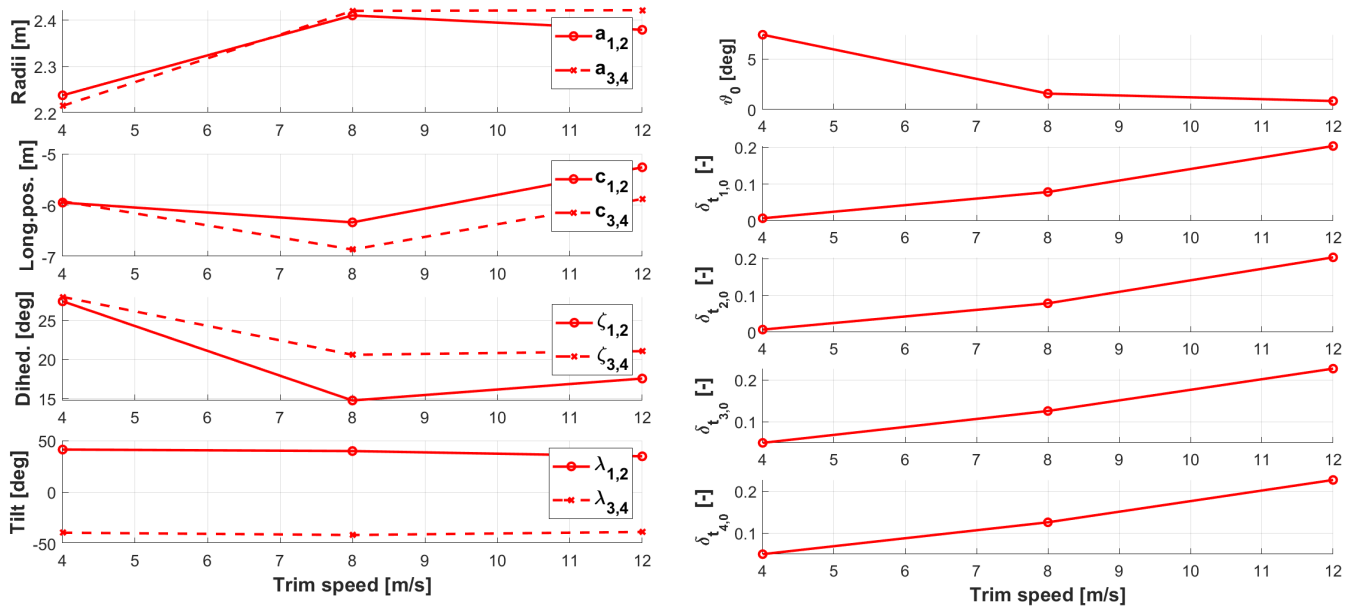 Radii [m]
2.4
2.3
2.2
a1,2
a3,4
4 5 6 7 8 9 10 11 12
Long.pos. [m]
-5
-6
-7
c1,2
c3,4
4 5 6 7 8 9 10 11 12
Dihed. [deg]
25
20
15
ζ1,2
ζ3,4
4 5 6 7 8 9 10 11 12
Tilt [deg]
50
0
-50
λ1,2
λ3,4
4 5 6 7 8 9 10 11 12
Trim speed [m/s]
ϑ0 [deg]
5
0
4 5 6 7 8 9 10 11 12
δt1,0 [-]
0.2
0.1
0
4 5 6 7 8 9 10 11 12
δt2,0 [-]
0.2
0.1
0
4 5 6 7 8 9 10 11 12
δt3,0 [-]
0.2
0.1
4 5 6 7 8 9 10 11 12
δt4,0 [-]
0.2
0.1
4 5 6 7 8 9 10 11 12
Trim speed [m/s]